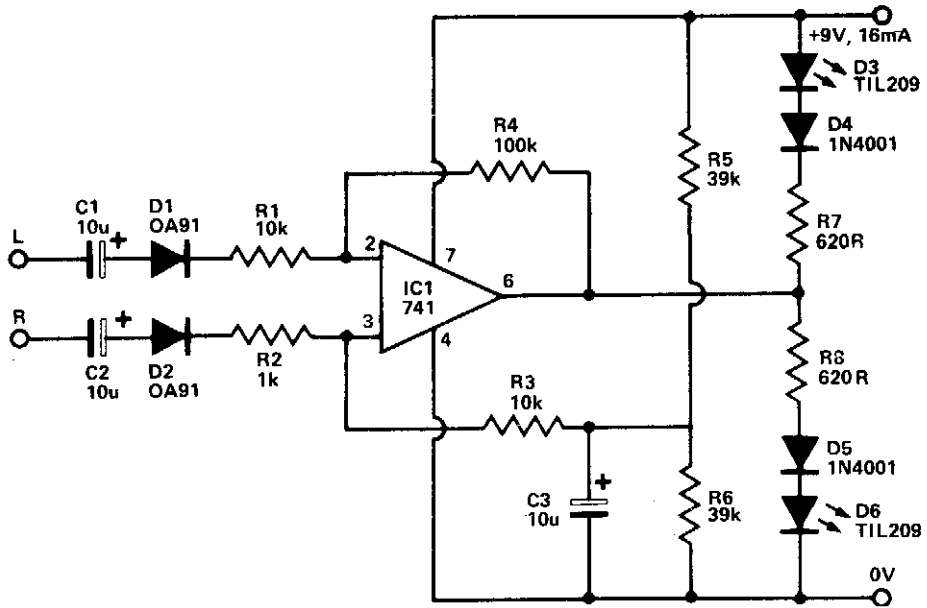 +9V, 16mA
D3
TIL209
D4
1N4001
R4
100k
R5
39k
R7
620R
C1
10u
+
D1
OA91
R1
10k
L
2
7
IC1
741
6
3
4
R
+
C2
10u
D2
OA91
R2
1k
R3
10k
R8
620R
D5
1N4001
C3
10u
+
R6
39k
D6
TIL209
0V